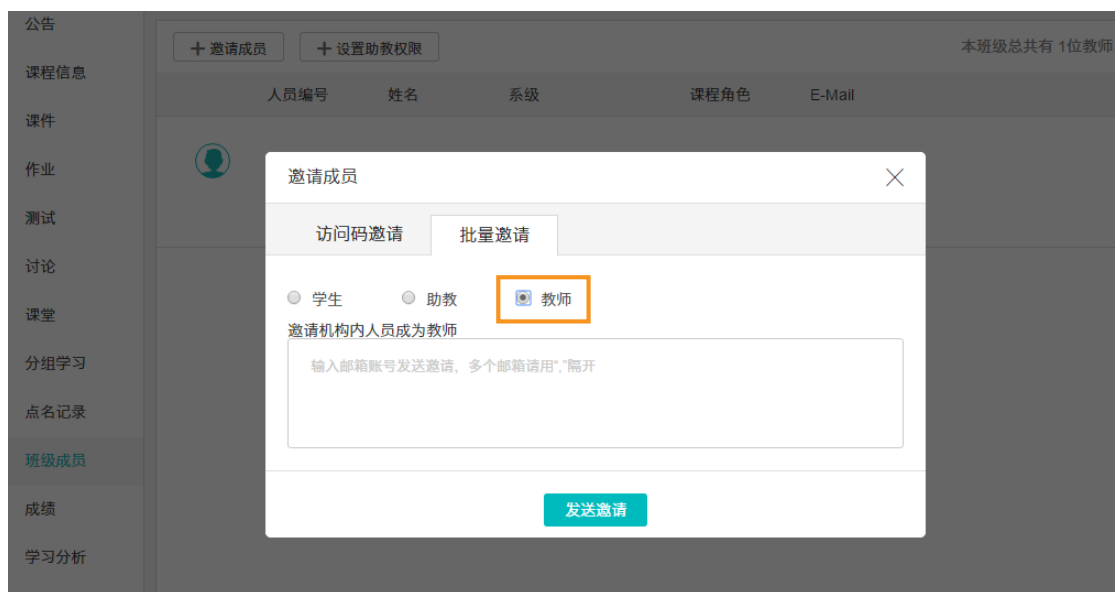 公告
课程信息
课件
作业
测试
讨论
课堂
分组学习
点名记录
班级成员
成绩
学习分析
邀请成员
设置助教权限
本班级总共有 1位教师
人员编号 姓名 系级 课程角色 E-Mail
邀请成员
访问码邀请 批量邀请
学生 助教 教师
邀请机构内人员成为教师
输入邮箱账号发送邀请，多个邮箱请用","隔开
发送邀请